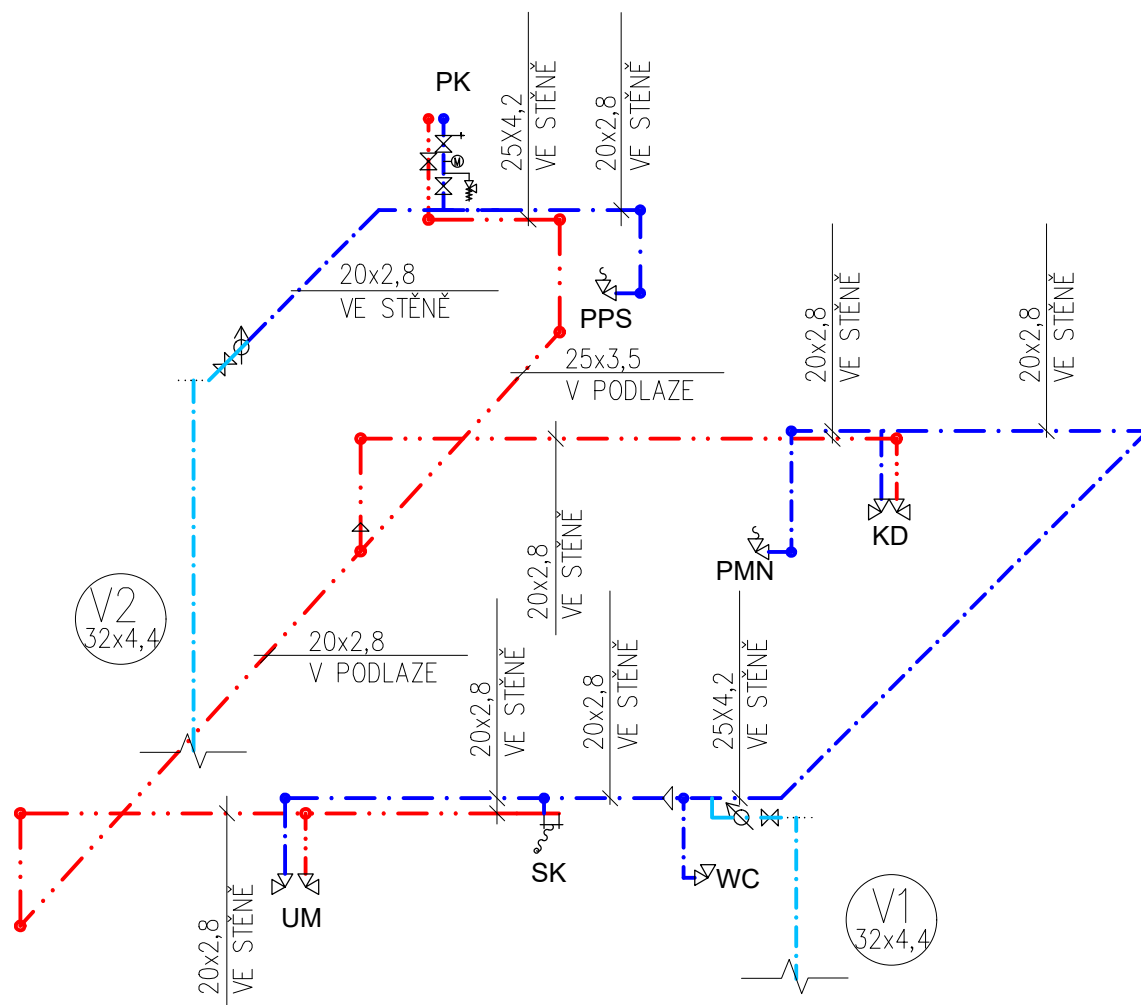 PK
25X4,2
VE STĚNĚ
20x2,8
VE STĚNĚ
M
20x2,8
VE STĚNĚ
PPS
25x3,5
V PODLAZE
20x2,8
VE STĚNĚ
20x2,8
VE STĚNĚ
KD
PMN
20x2,8
VE STĚNĚ
V2
32x4,4
20x2,8
V PODLAZE
20x2,8
VE STĚNĚ
20x2,8
VE STĚNĚ
25X4,2
VE STĚNĚ
SK
WC
UM
20x2,8
VE STĚNĚ
V1
32x4,4